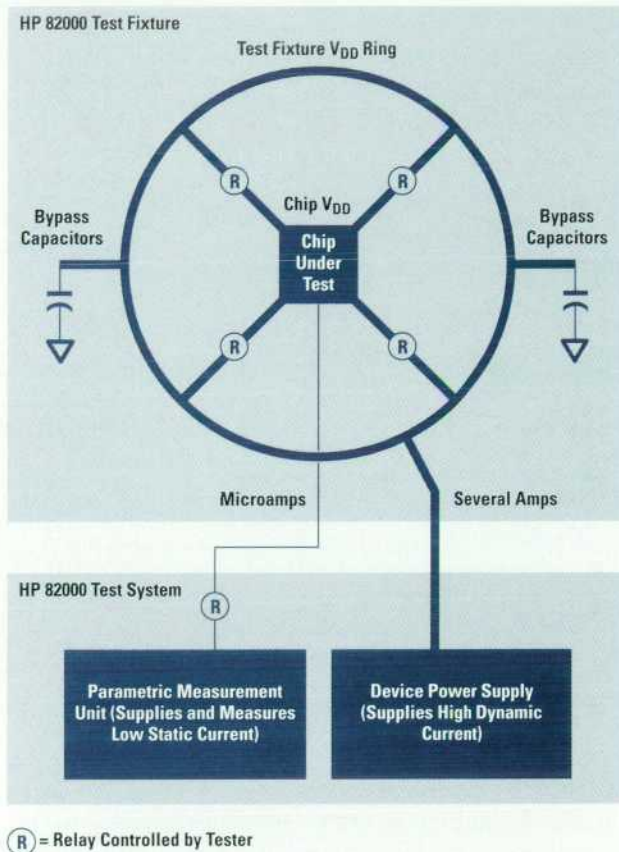 HP 82000 Test Fixture
Test Fixture VDD Ring
R
R
Chip VDD
Bypass
Capacitors
Chip
Under
Test
Bypass
Capacitors
R
R
Microamps
Several Amps
HP 82000 Test System
R
Parametric Measurement
Unit (Supplies and Measures
Low Static Current)
Device Power Supply
(Supplies High Dynamic
Current)
R = Relay Controlled by Tester